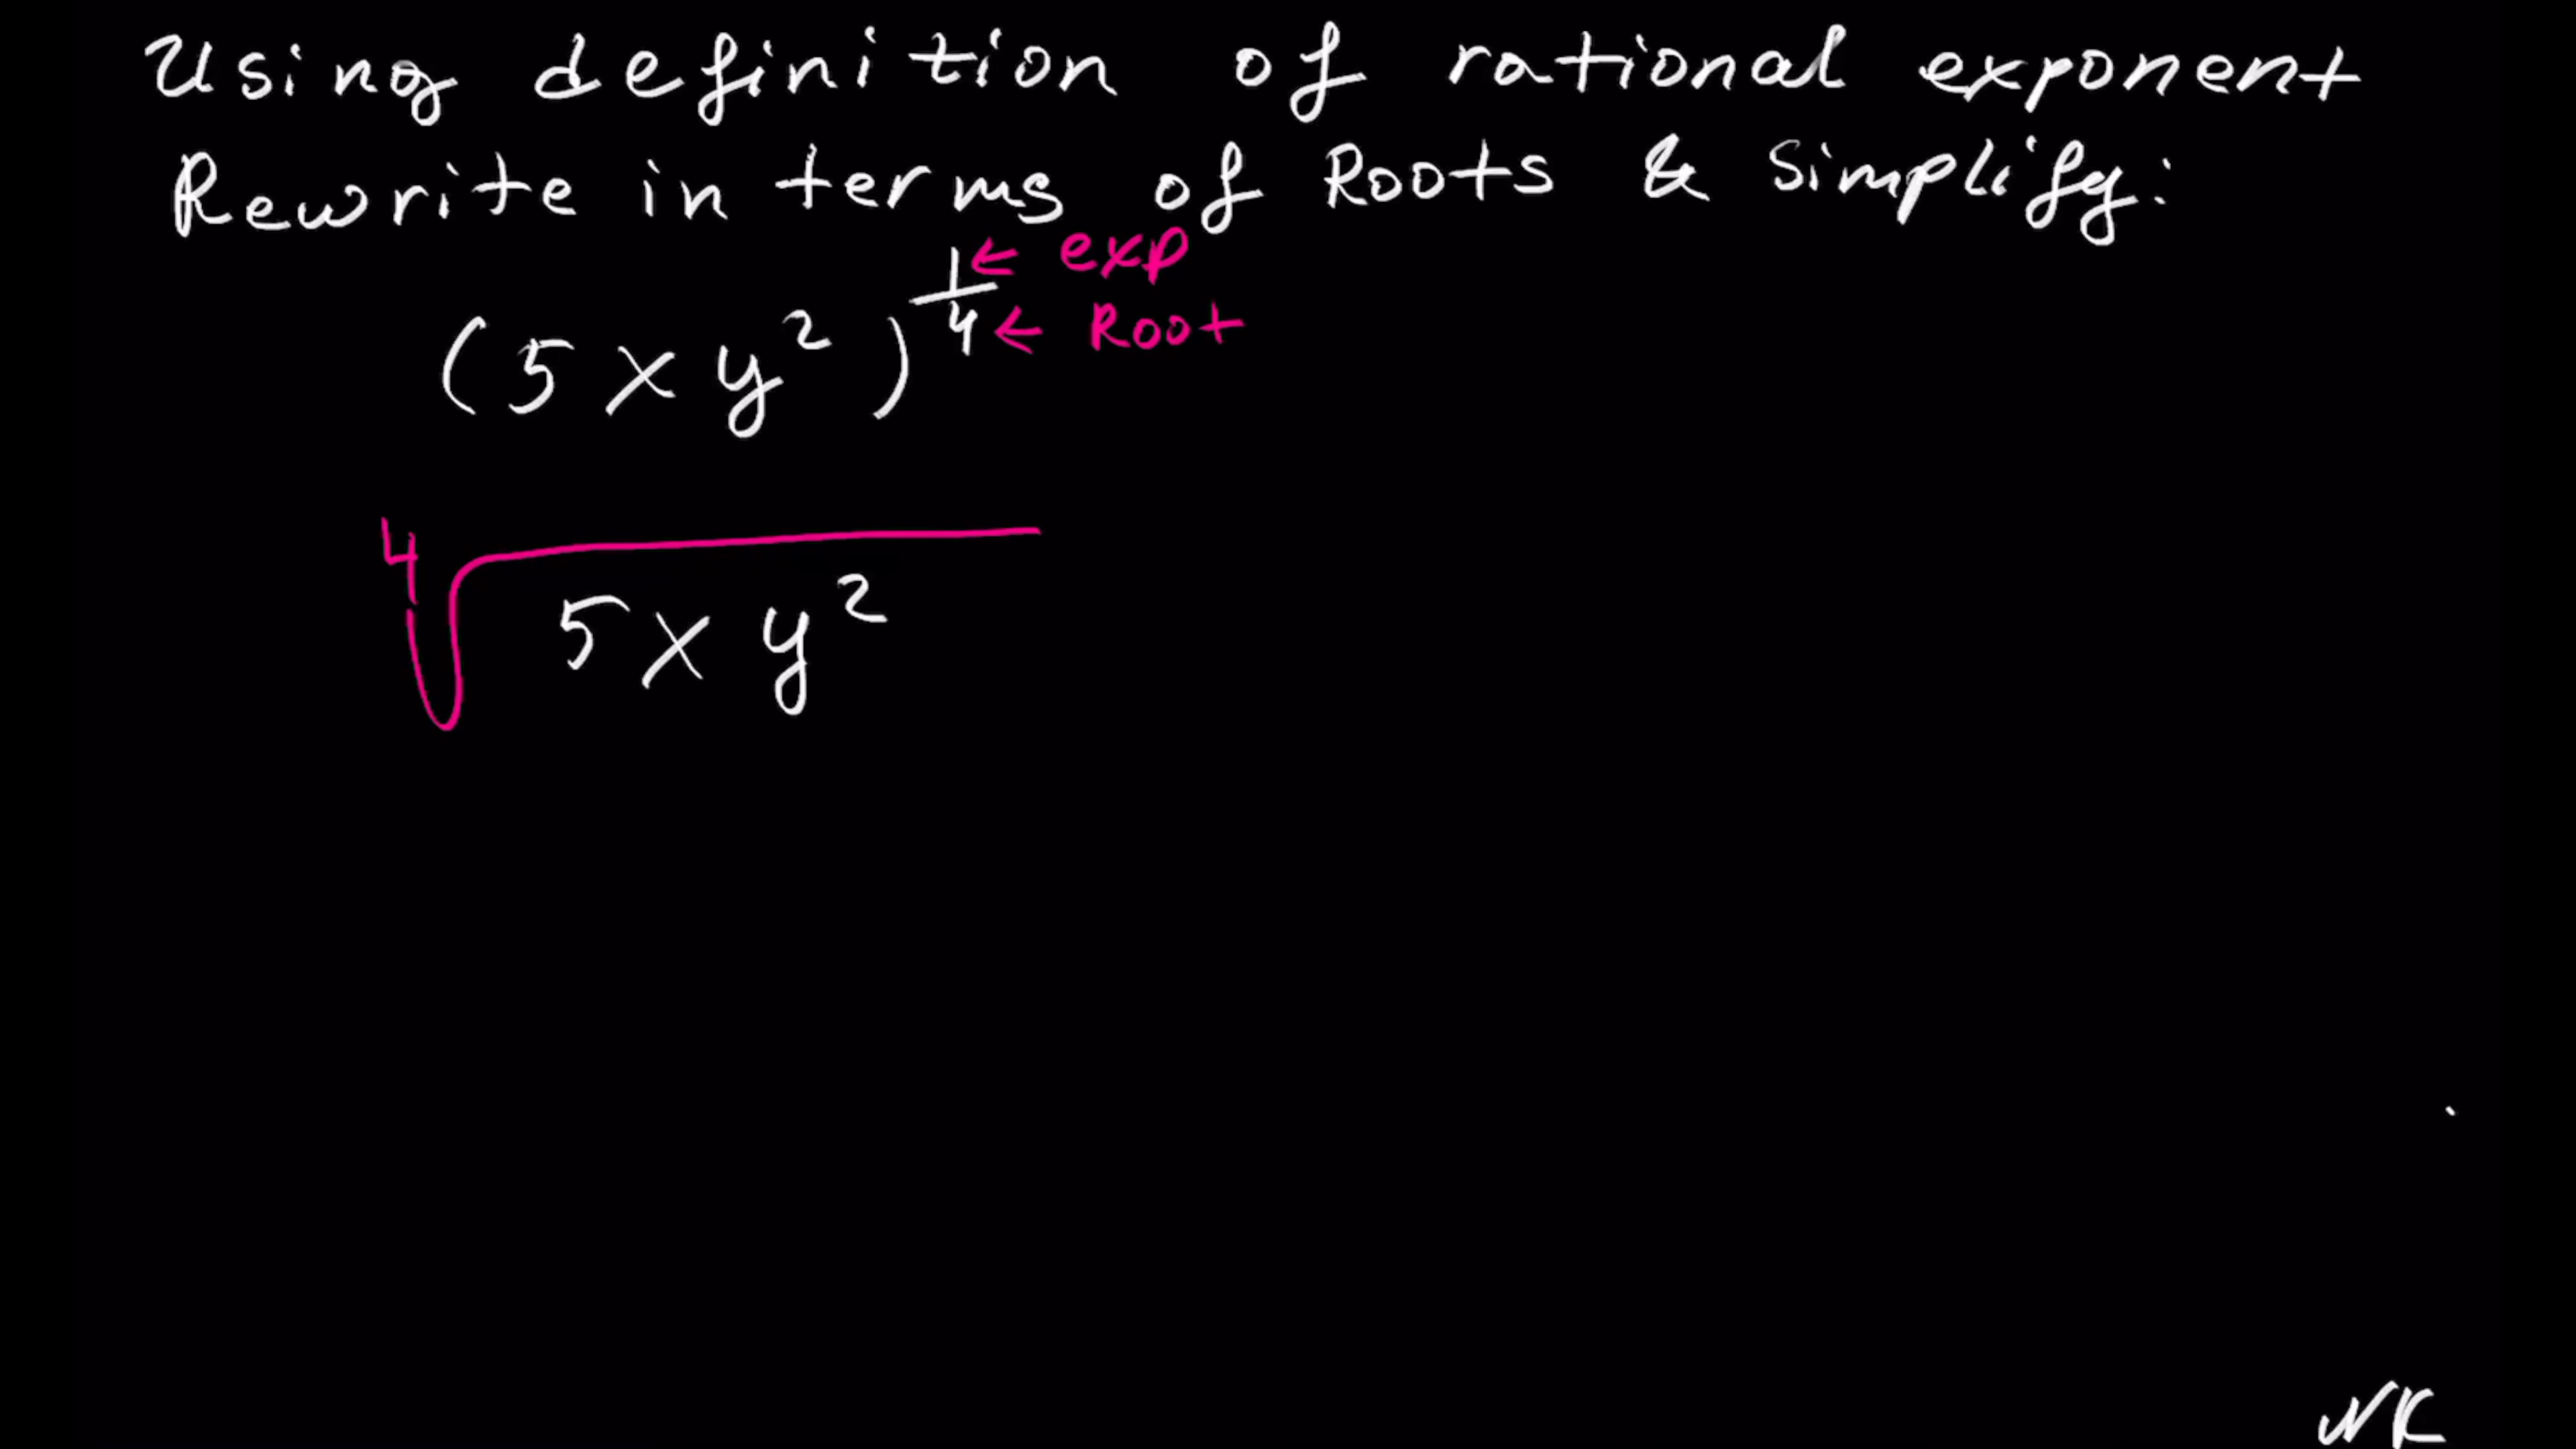 Using definition of rational exponent
Rewrite in terms of Roots & Simplify:
(5xy²)^(1/4) ← exp ← Root
⁴√(5xy²)
NK